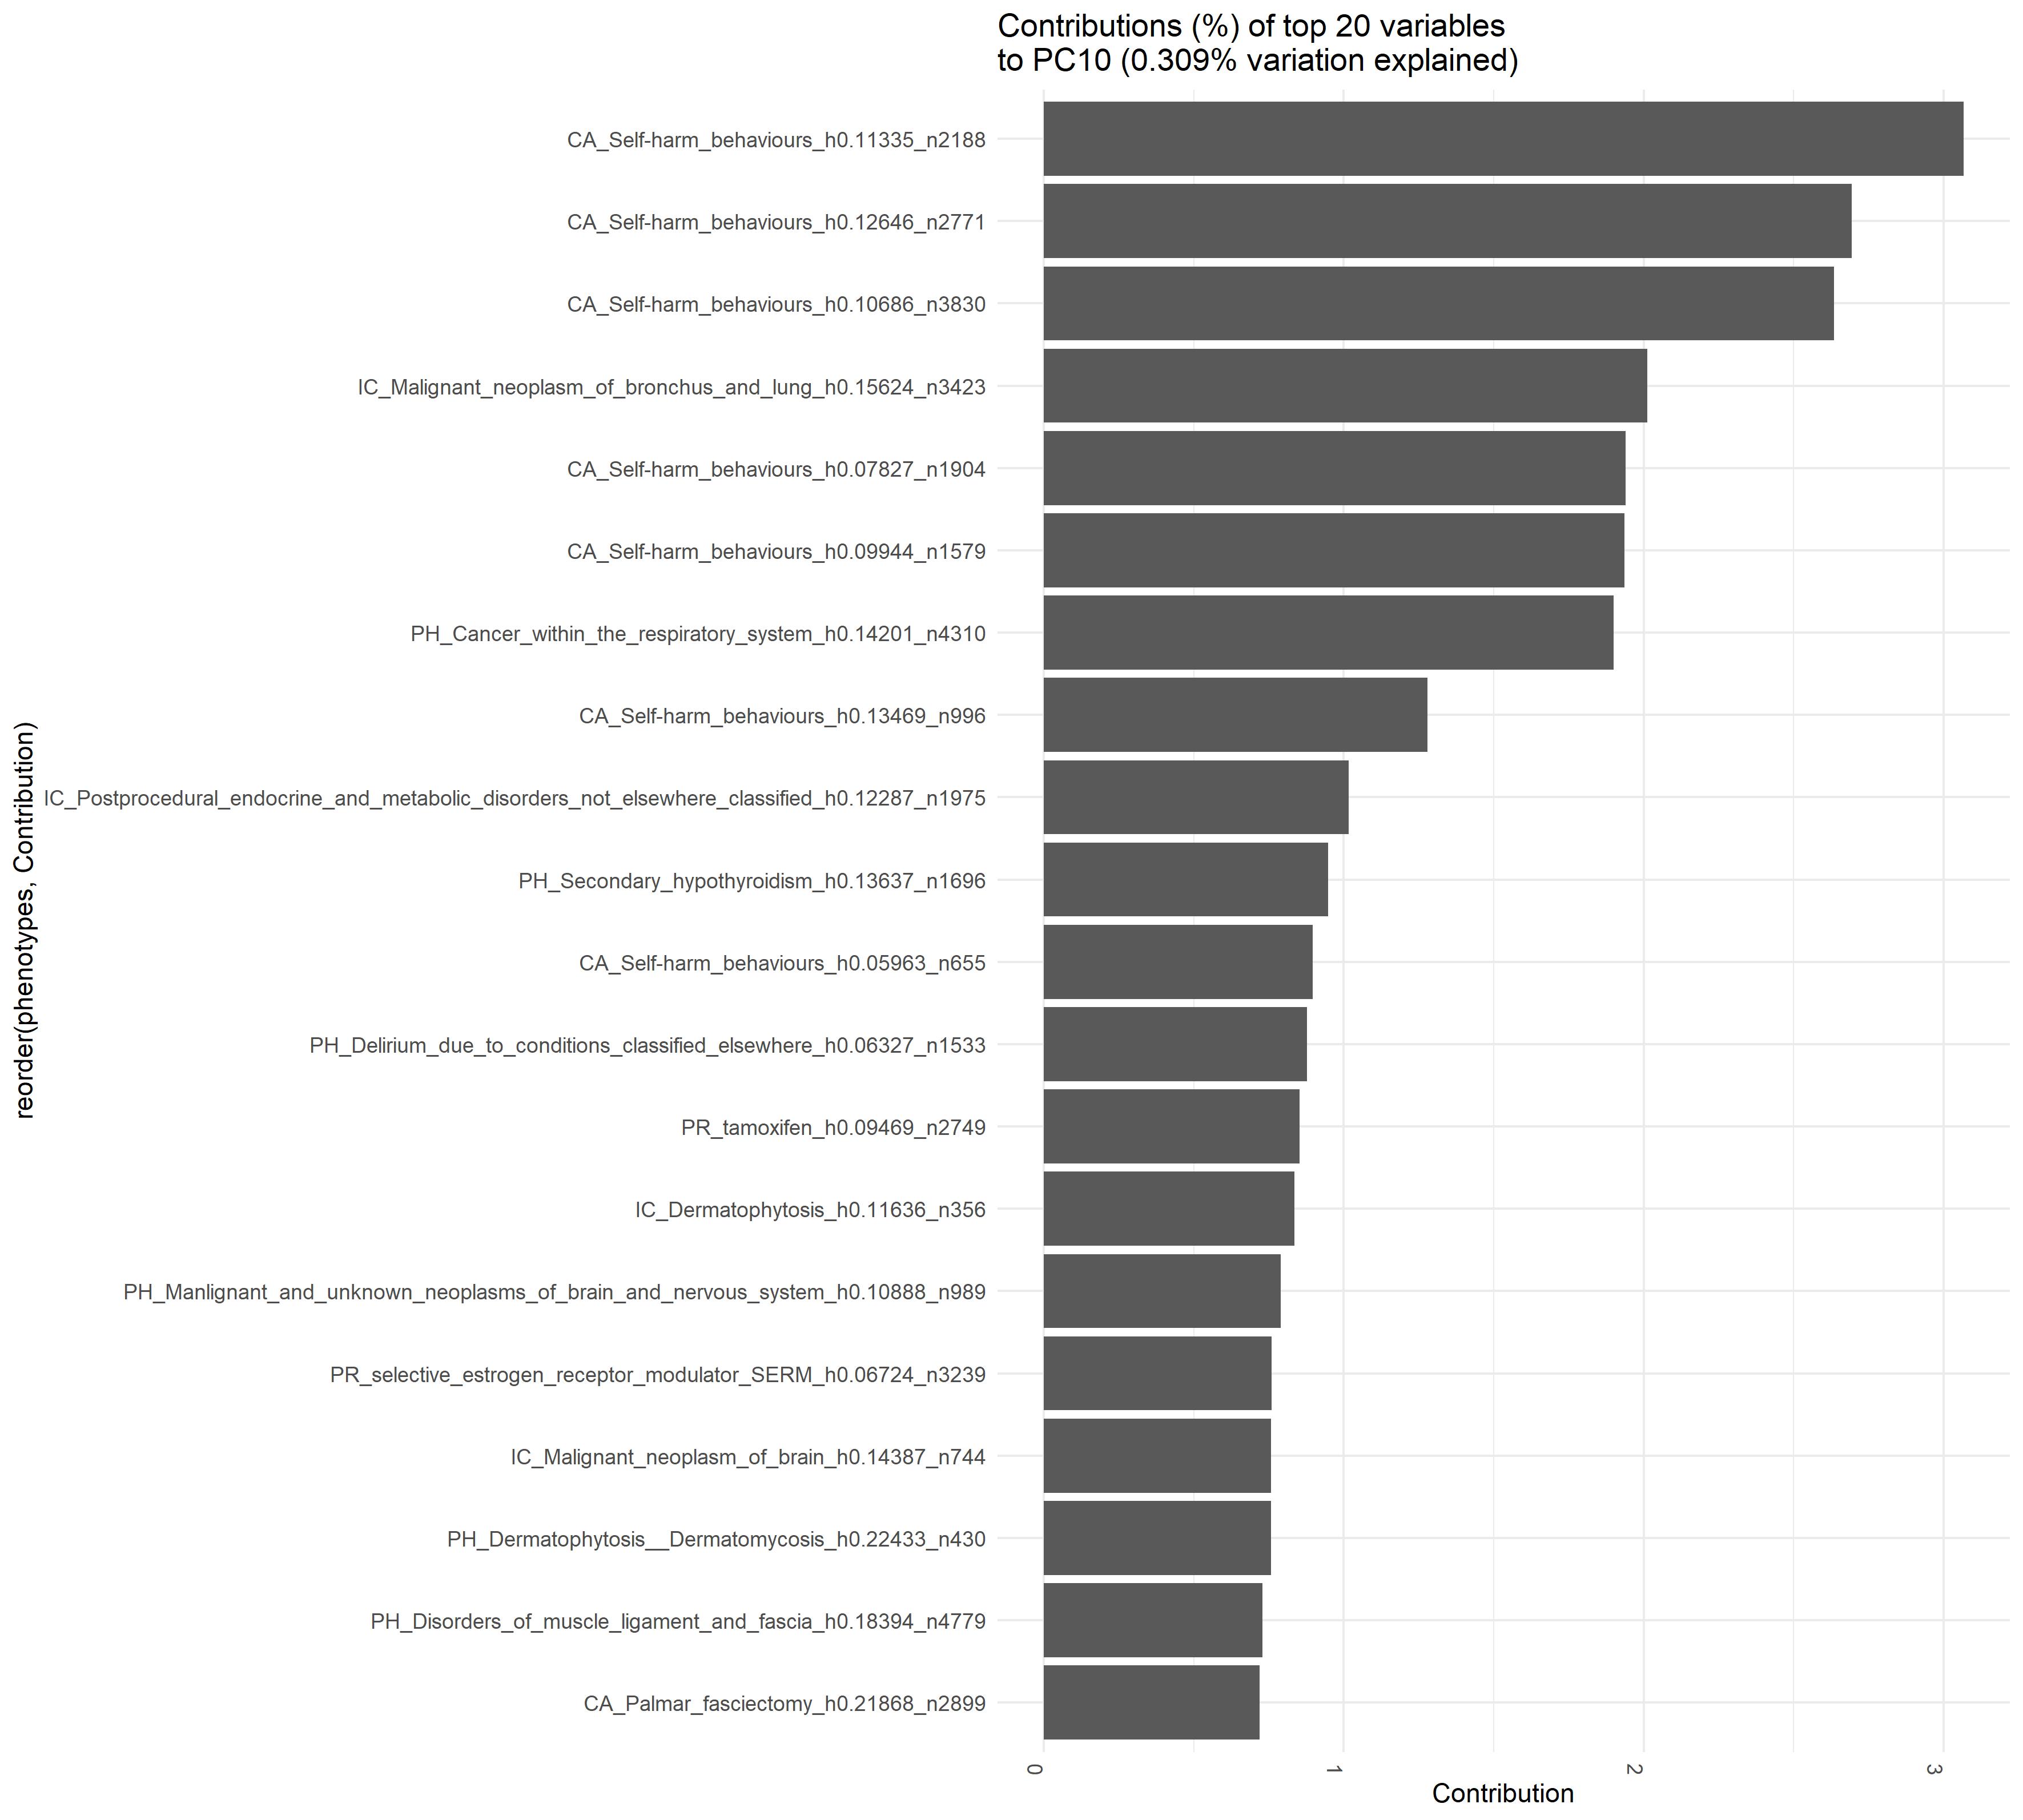 Contributions (%) of top 20 variables
to PC10 (0.309% variation explained)
reorder(phenotypes, Contribution)
CA_Self-harm_behaviours_h0.11335_n2188
CA_Self-harm_behaviours_h0.12646_n2771
CA_Self-harm_behaviours_h0.10686_n3830
IC_Malignant_neoplasm_of_bronchus_and_lung_h0.15624_n3423
CA_Self-harm_behaviours_h0.07827_n1904
CA_Self-harm_behaviours_h0.09944_n1579
PH_Cancer_within_the_respiratory_system_h0.14201_n4310
CA_Self-harm_behaviours_h0.13469_n996
IC_Postprocedural_endocrine_and_metabolic_disorders_not_elsewhere_classified_h0.12287_n1975
PH_Secondary_hypothyroidism_h0.13637_n1696
CA_Self-harm_behaviours_h0.05963_n655
PH_Delirium_due_to_conditions_classified_elsewhere_h0.06327_n1533
PR_tamoxifen_h0.09469_n2749
IC_Dermatophytosis_h0.11636_n356
PH_Manlignant_and_unknown_neoplasms_of_brain_and_nervous_system_h0.10888_n989
PR_selective_estrogen_receptor_modulator_SERM_h0.06724_n3239
IC_Malignant_neoplasm_of_brain_h0.14387_n744
PH_Dermatophytosis__Dermatomycosis_h0.22433_n430
PH_Disorders_of_muscle_ligament_and_fascia_h0.18394_n4779
CA_Palmar_fasciectomy_h0.21868_n2899
0 1 2 3
Contribution